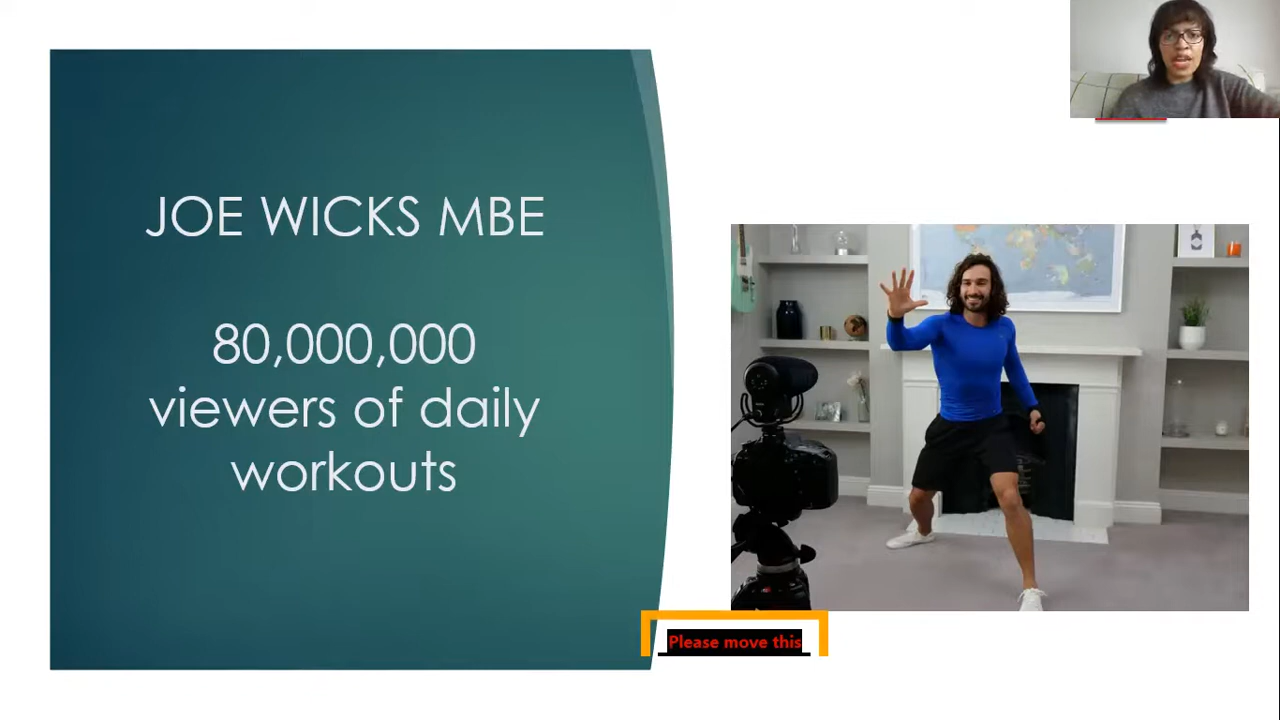 JOE WICKS MBE
80,000,000
viewers of daily
workouts
Please move this